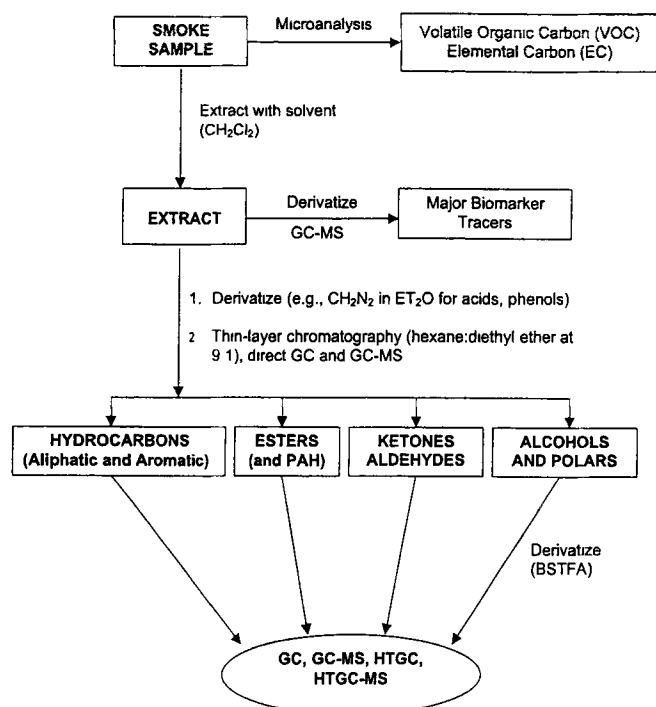 SMOKE
SAMPLE
Microanalysis
Volatile Organic Carbon (VOC)
Elemental Carbon (EC)
Extract with solvent
(CH₂Cl₂)
EXTRACT
Derivatize
GC-MS
Major Biomarker
Tracers
1. Derivatize (e.g., CH₂N₂ in ET₂O for acids, phenols)
2 Thin-layer chromatography (hexane:diethyl ether at
9 1), direct GC and GC-MS
HYDROCARBONS
(Aliphatic and Aromatic)
ESTERS
(and PAH)
KETONES
ALDEHYDES
ALCOHOLS
AND POLARS
Derivatize
(BSTFA)
GC, GC-MS, HTGC,
HTGC-MS